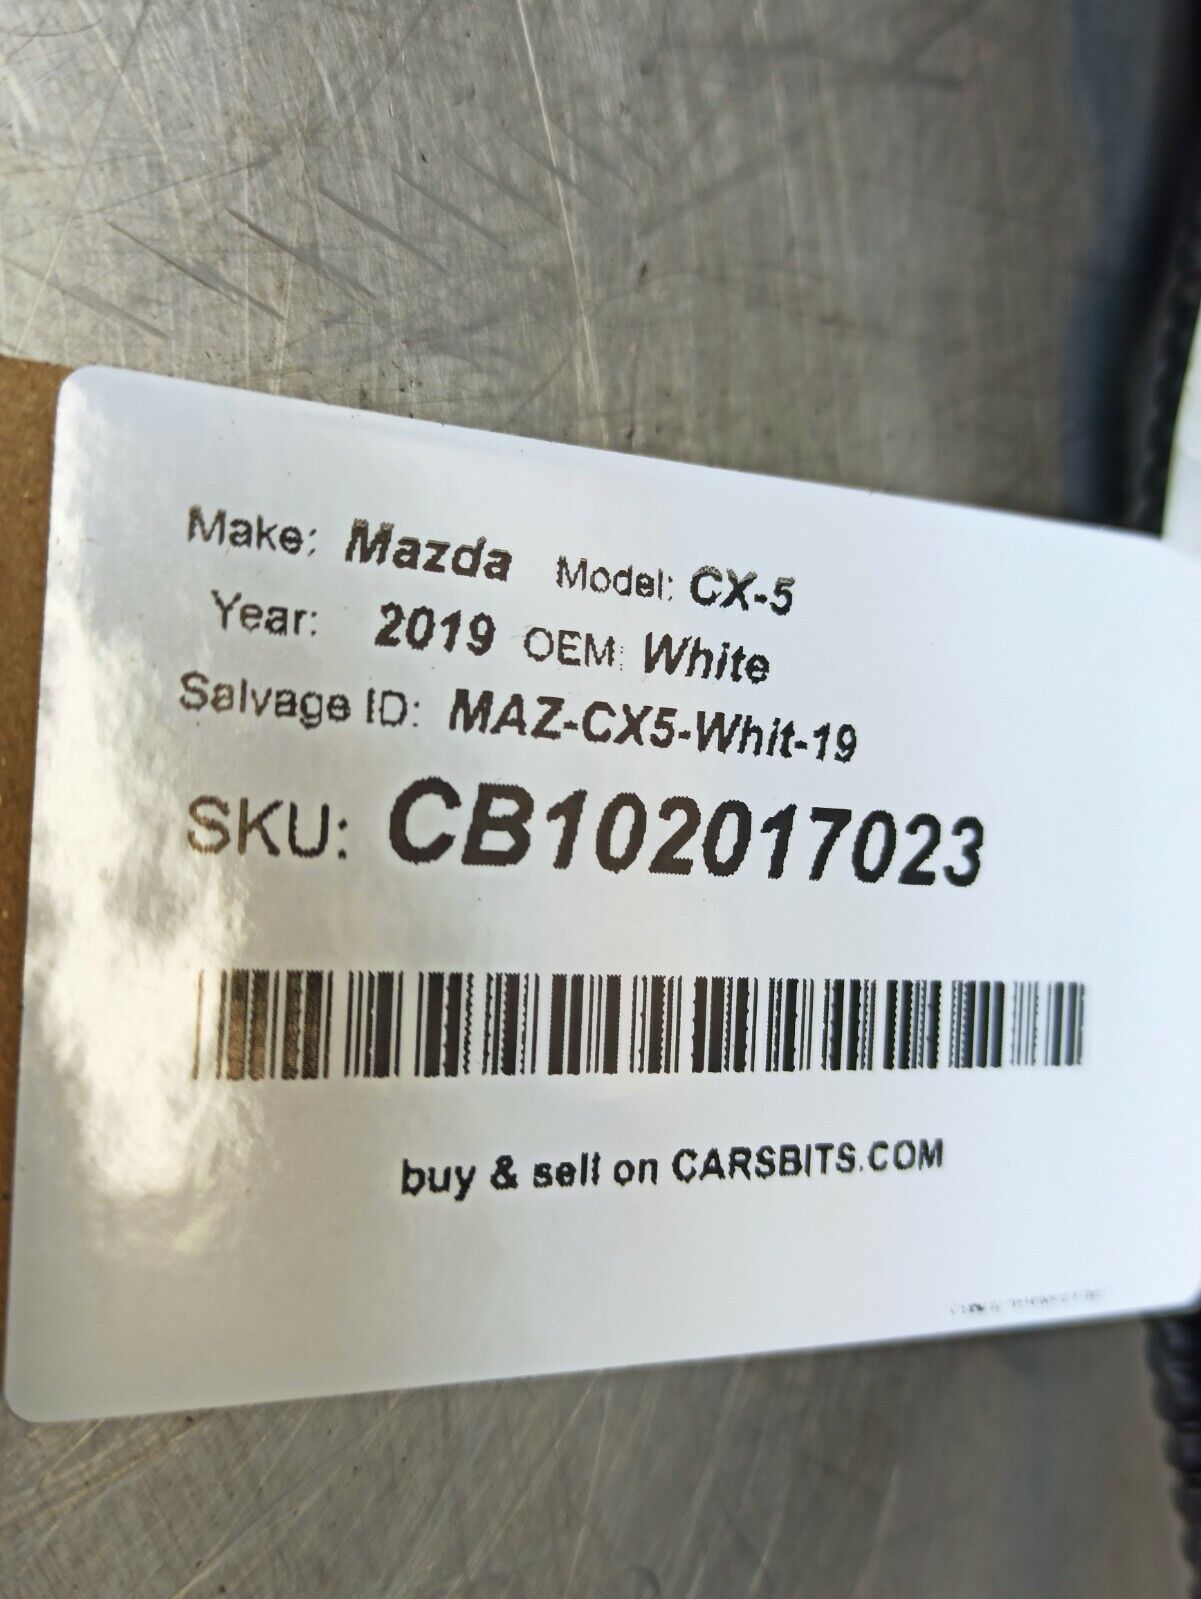 Make: Mazda Model: CX-5
Year: 2019 OEM: White
Salvage ID: MAZ-CX5-Whit-19
SKU: CB102017023
buy & sell on CARSBITS.COM